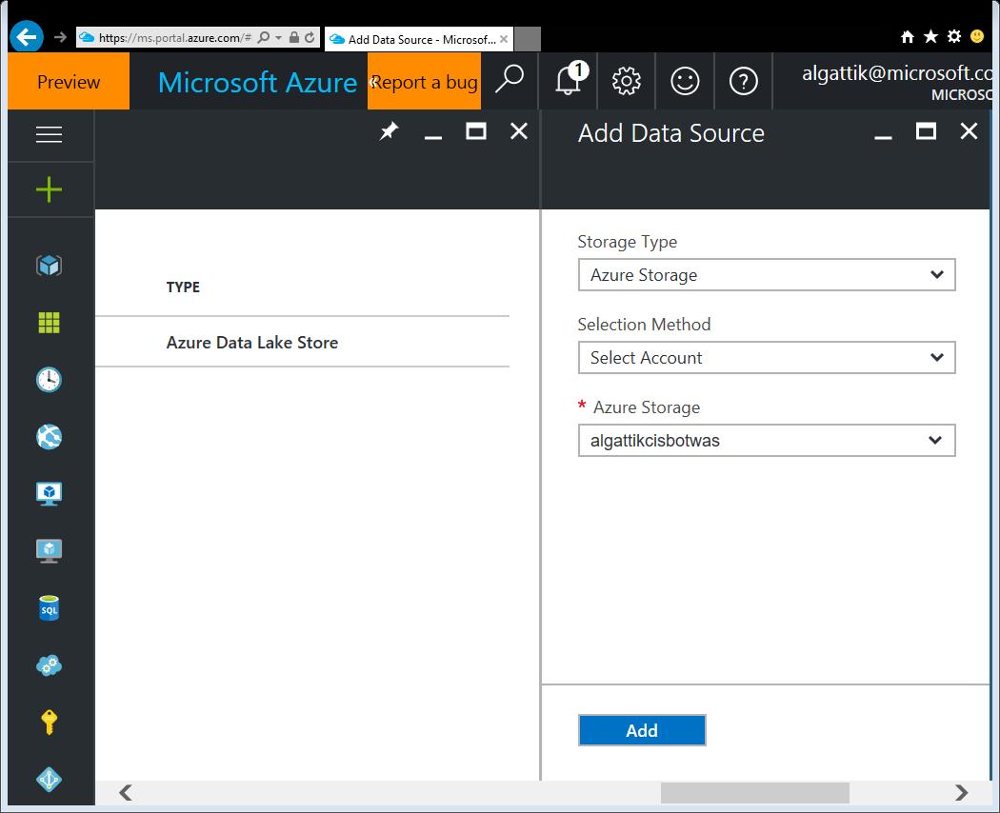 https://ms.portal.azure.com/#
Add Data Source - Microsof...
Preview
Microsoft Azure
Report a bug
1
algattik@microsoft.co
MICROSO
Add Data Source
TYPE
Azure Data Lake Store
Storage Type
Azure Storage
Selection Method
Select Account
* Azure Storage
algattikcisbotwas
SQL
Add